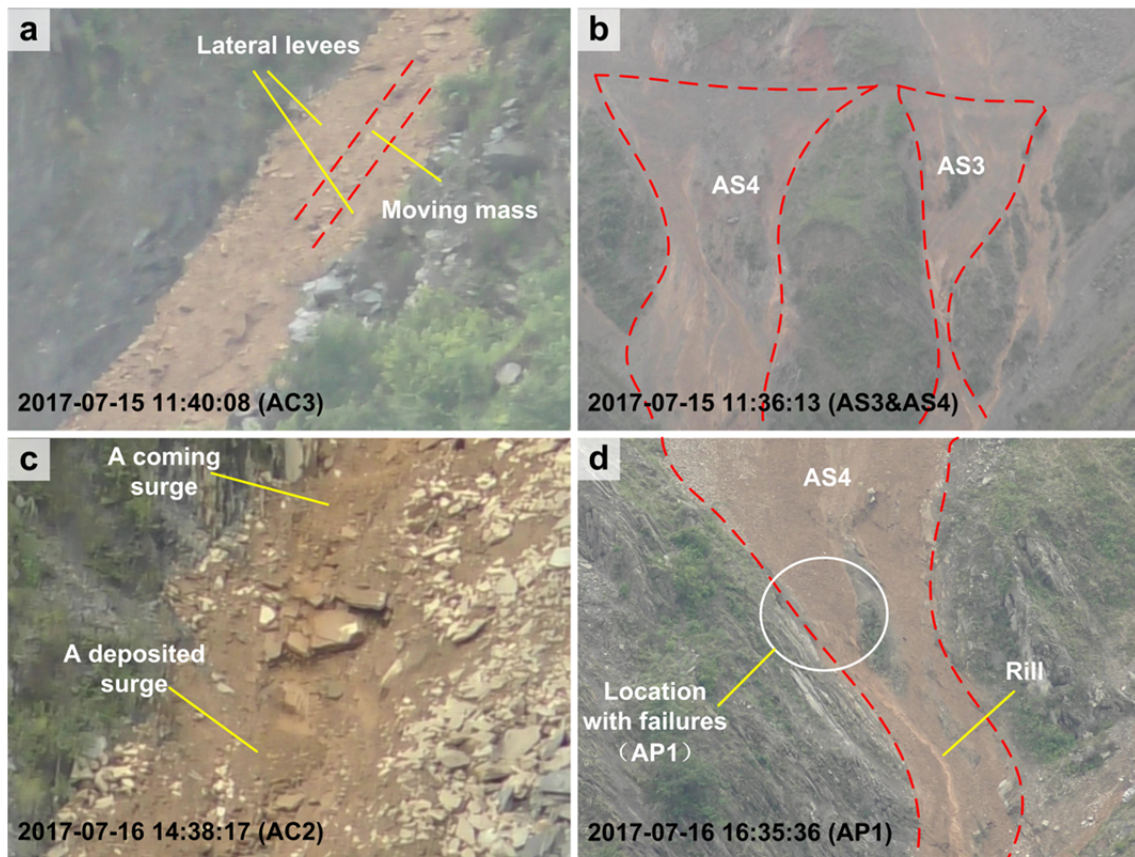 a
Lateral levees
Moving mass
2017-07-15 11:40:08 (AC3)
b
AS4
AS3
2017-07-15 11:36:13 (AS3&AS4)
c
A coming
surge
A deposited
surge
2017-07-16 14:38:17 (AC2)
d
AS4
Location
with failures
（AP1）
Rill
2017-07-16 16:35:36 (AP1)